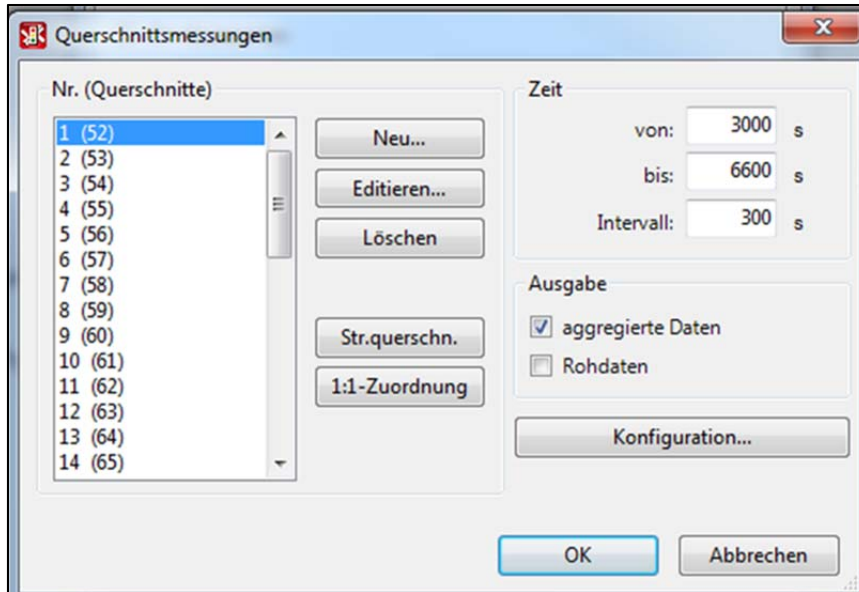 Querschnittsmessungen
Nr. (Querschnitte)
1 (52)
2 (53)
3 (54)
4 (55)
5 (56)
6 (57)
7 (58)
8 (59)
9 (60)
10 (61)
11 (62)
12 (63)
13 (64)
14 (65)
Neu...
Editieren...
Löschen
Str.querschn.
1:1-Zuordnung
Zeit
von: 3000 s
bis: 6600 s
Intervall: 300 s
Ausgabe
aggregierte Daten
Rohdaten
Konfiguration...
OK
Abbrechen